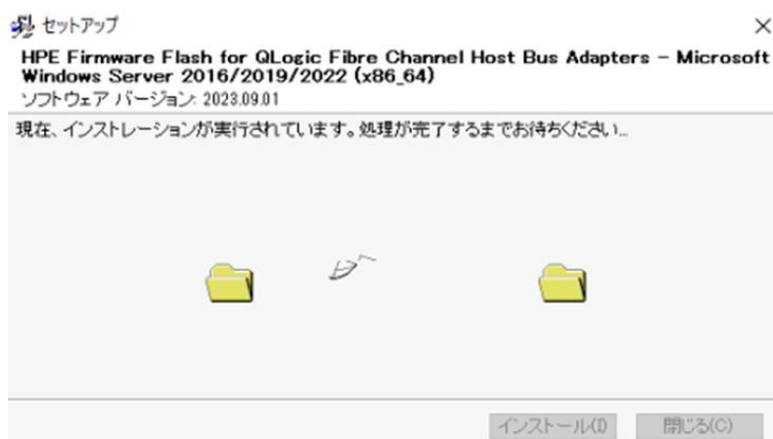 セットアップ
HPE Firmware Flash for QLogic Fibre Channel Host Bus Adapters - Microsoft
Windows Server 2016/2019/2022 (x86_64)
ソフトウェア バージョン: 2023.09.01
現在、インストレーションが実行されています。処理が完了するまでお待ちください...
インストール(I)
閉じる(C)